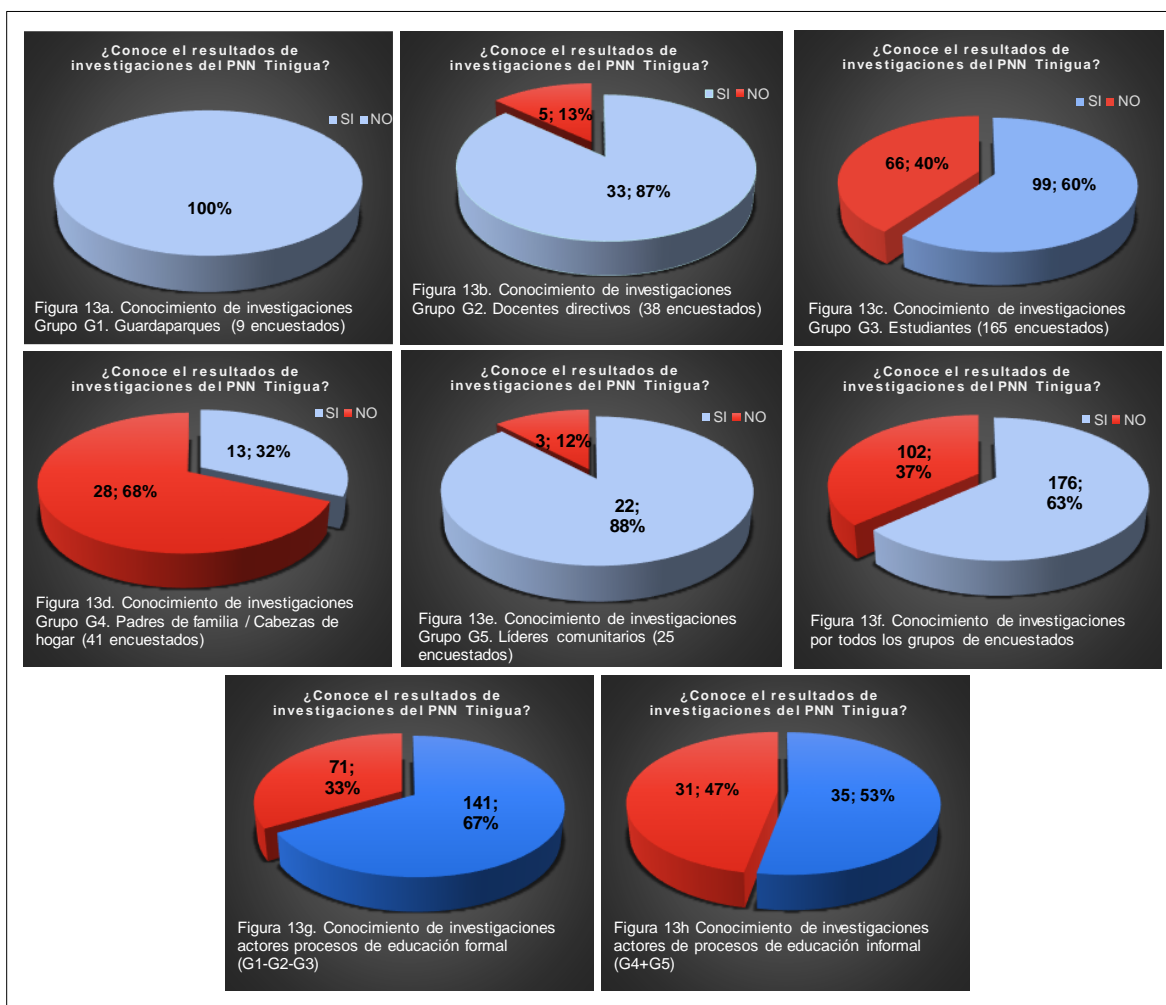 ¿Conoce el resultados de
investigaciones del PNN Tinigua?
SI NO
100%
Figura 13a. Conocimiento de investigaciones
Grupo G1. Guardaparques (9 encuestados)
¿Conoce el resultados de
investigaciones del PNN Tinigua?
SI NO
5; 13%
33; 87%
Figura 13b. Conocimiento de investigaciones
Grupo G2. Docentes directivos (38 encuestados)
¿Conoce el resultados de
investigaciones del PNN Tinigua?
SI NO
66; 40%
99; 60%
Figura 13c. Conocimiento de investigaciones
Grupo G3. Estudiantes (165 encuestados)
¿Conoce el resultados de
investigaciones del PNN Tinigua?
SI NO
13; 32%
28; 68%
Figura 13d. Conocimiento de investigaciones
Grupo G4. Padres de familia / Cabezas de
hogar (41 encuestados)
¿Conoce el resultados de
investigaciones del PNN Tinigua?
SI NO
3; 12%
22;
88%
Figura 13e. Conocimiento de investigaciones
Grupo G5. Líderes comunitarios (25
encuestados)
¿Conoce el resultados de
investigaciones del PNN Tinigua?
SI NO
102;
37%
176;
63%
Figura 13f. Conocimiento de investigaciones
por todos los grupos de encuestados
¿Conoce el resultados de
investigaciones del PNN Tinigua?
71;
33%
141;
67%
Figura 13g. Conocimiento de investigaciones
actores procesos de educación formal
(G1-G2-G3)
¿Conoce el resultados de
investigaciones del PNN Tinigua?
31; 47%
35; 53%
Figura 13h Conocimiento de investigaciones
actores de procesos de educación informal
(G4+G5)